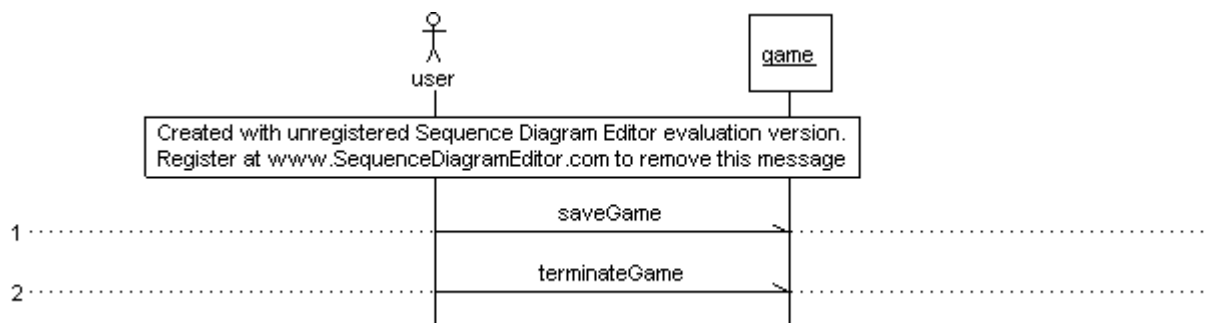 user
game
Created with unregistered Sequence Diagram Editor evaluation version.
Register at www.SequenceDiagramEditor.com to remove this message
saveGame
1
terminateGame
2